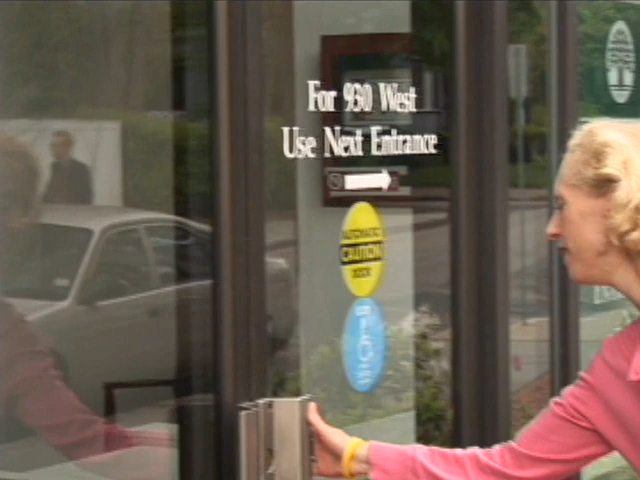 For 930 West
Use Next Entrance
AUTOMATIC
CAUTION
DOOR